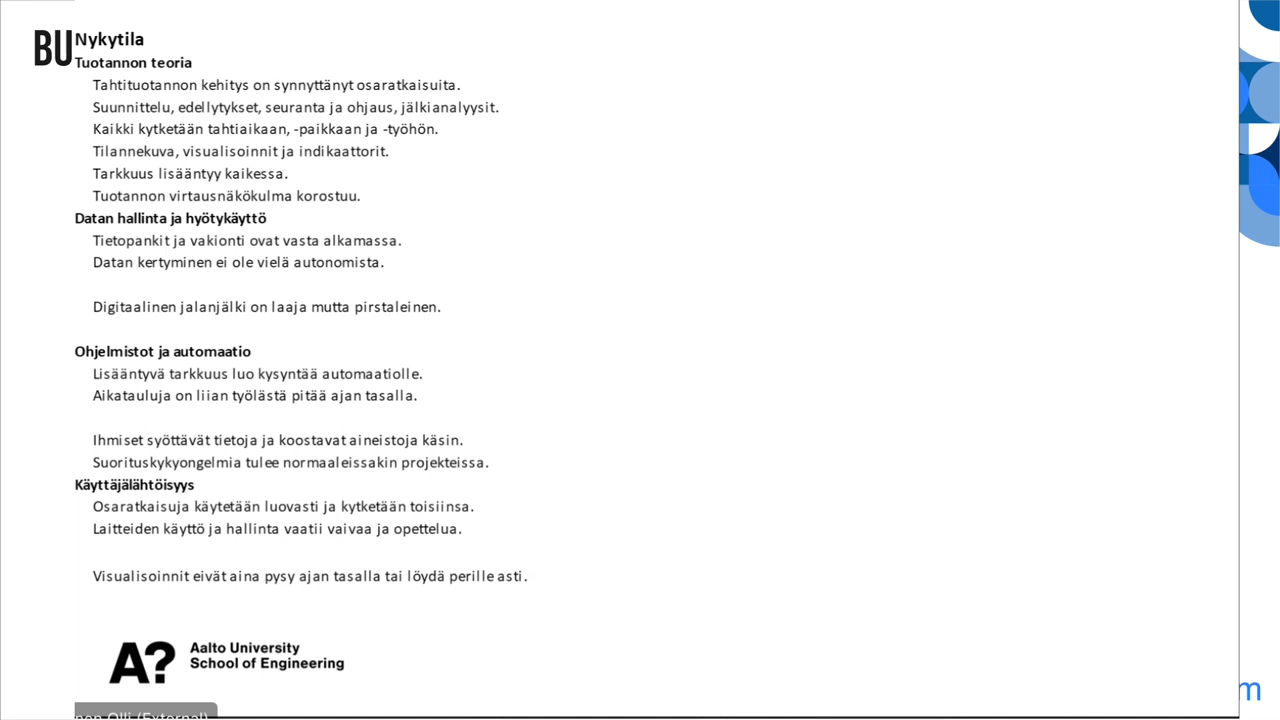 BU
Nykytila
Tuotannon teoria
Tahtituotannon kehitys on synnyttänyt osaratkaisuita.
Suunnittelu, edellytykset, seuranta ja ohjaus, jälkianalyysit.
Kaikki kytketään tahtiaikaan, -paikkaan ja -työhön.
Tilannekuva, visualisoinnit ja indikaattorit.
Tarkkuus lisääntyy kaikessa.
Tuotannon virtausnäkökulma korostuu.
Datan hallinta ja hyötykäyttö
Tietopankit ja vakionti ovat vasta alkamassa.
Datan kertyminen ei ole vielä autonomista.
Digitaalinen jalanjälki on laaja mutta pirstaleinen.
Ohjelmistot ja automaatio
Lisääntyvä tarkkuus luo kysyntää automaatiolle.
Aikatauluja on liian työlästä pitää ajan tasalla.
Ihmiset syöttävät tietoja ja koostavat aineistoja käsin.
Suorituskykyongelmia tulee normaaleissakin projekteissa.
Käyttäjälähtöisyys
Osaratkaisuja käytetään luovasti ja kytketään toisiinsa.
Laitteiden käyttö ja hallinta vaatii vaivaa ja opettelua.
Visualisoinnit eivät aina pysy ajan tasalla tai löydä perille asti.
A?
Aalto University
School of Engineering
m
Olli (External)